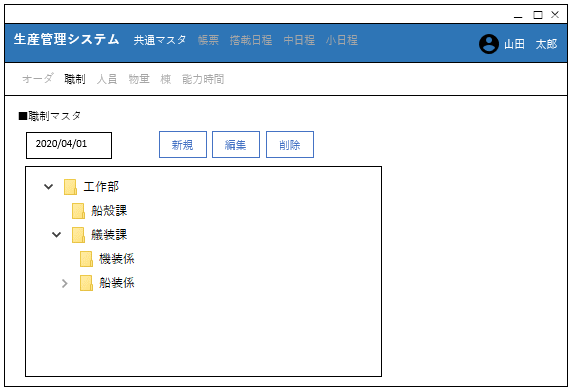 生産管理システム 共通マスタ 帳票 搭載日程 中日程 小日程 山田 太郎
オーダ 職制 人員 物量 棟 能力時間
■職制マスタ
2020/04/01 新規 編集 削除
工作部
船殻課
艤装課
機装係
船装係